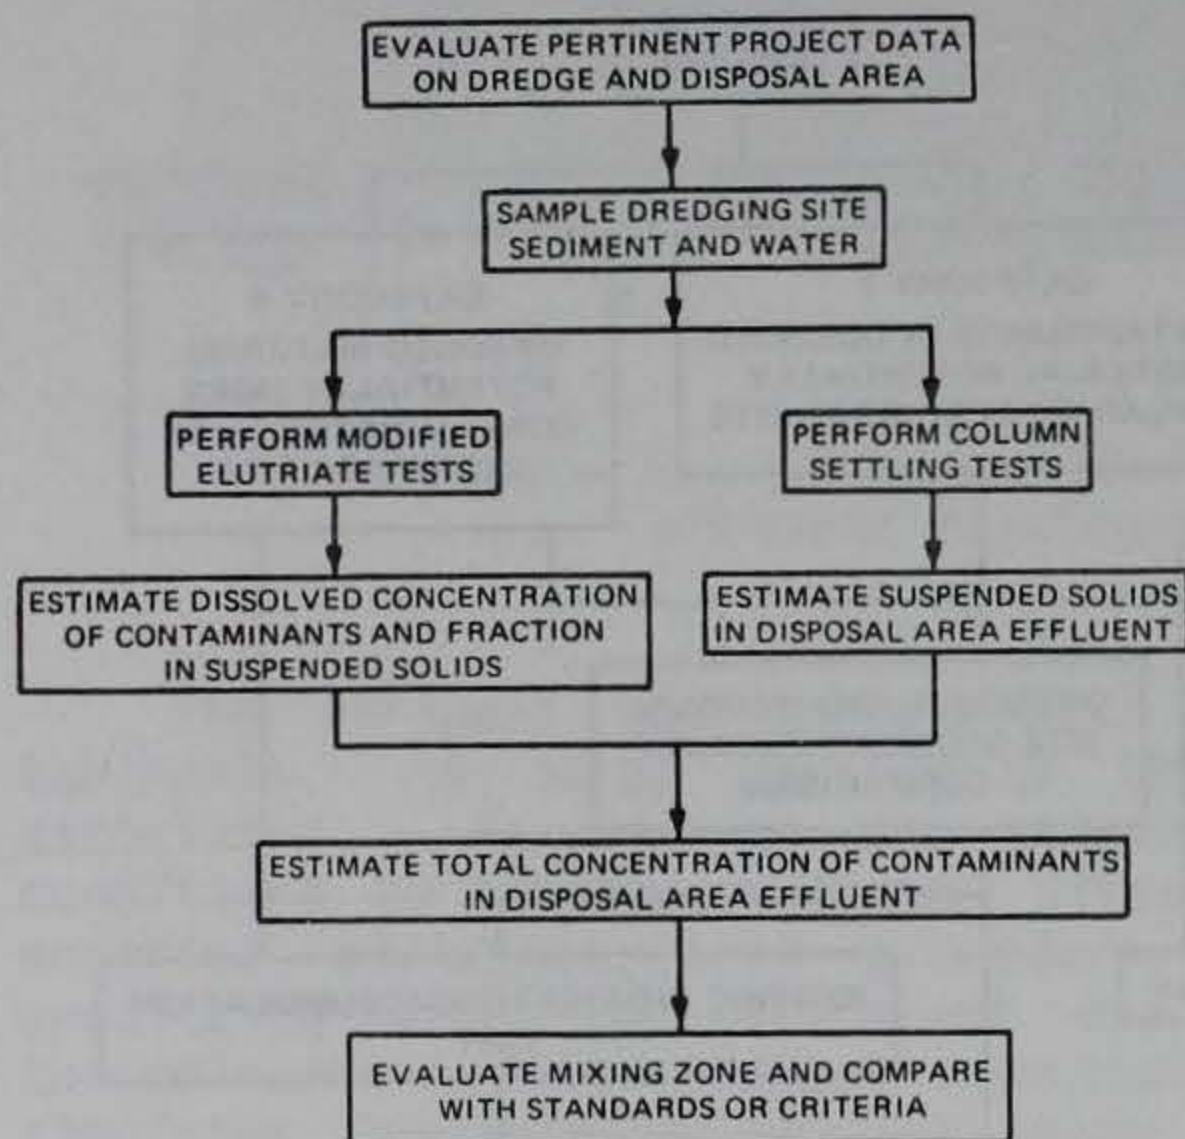 EVALUATE PERTINENT PROJECT DATA
ON DREDGE AND DISPOSAL AREA
SAMPLE DREDGING SITE
SEDIMENT AND WATER
PERFORM MODIFIED
ELUTRIATE TESTS
PERFORM COLUMN
SETTLING TESTS
ESTIMATE DISSOLVED CONCENTRATION
OF CONTAMINANTS AND FRACTION
IN SUSPENDED SOLIDS
ESTIMATE SUSPENDED SOLIDS
IN DISPOSAL AREA EFFLUENT
ESTIMATE TOTAL CONCENTRATION OF CONTAMINANTS
IN DISPOSAL AREA EFFLUENT
EVALUATE MIXING ZONE AND COMPARE
WITH STANDARDS OR CRITERIA